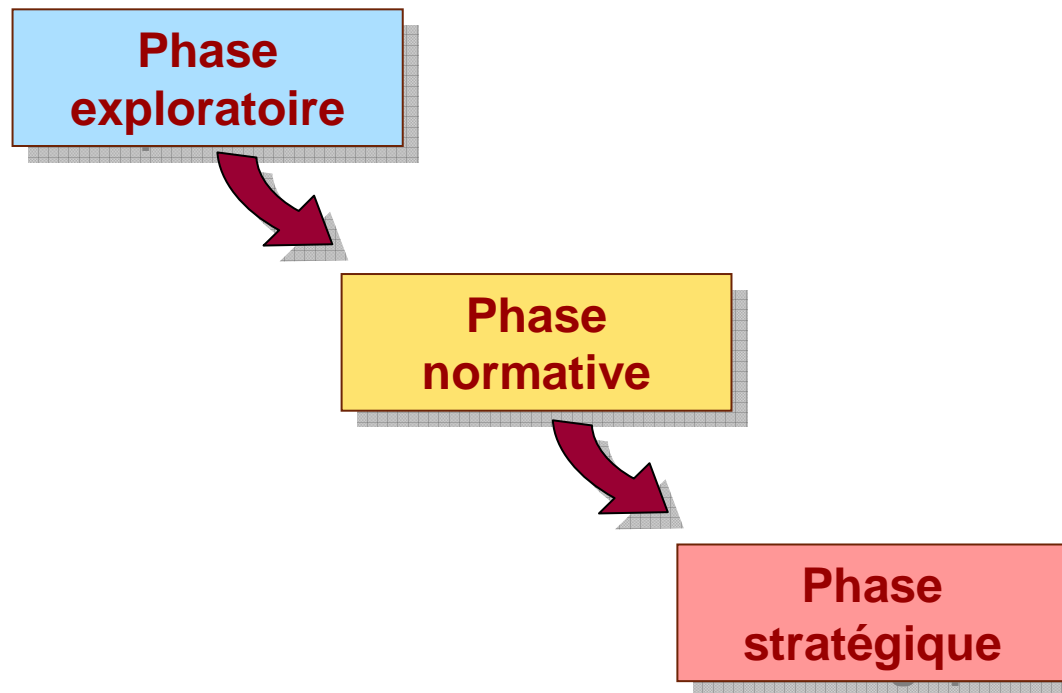 Phase
exploratoire
Phase
normative
Phase
stratégique